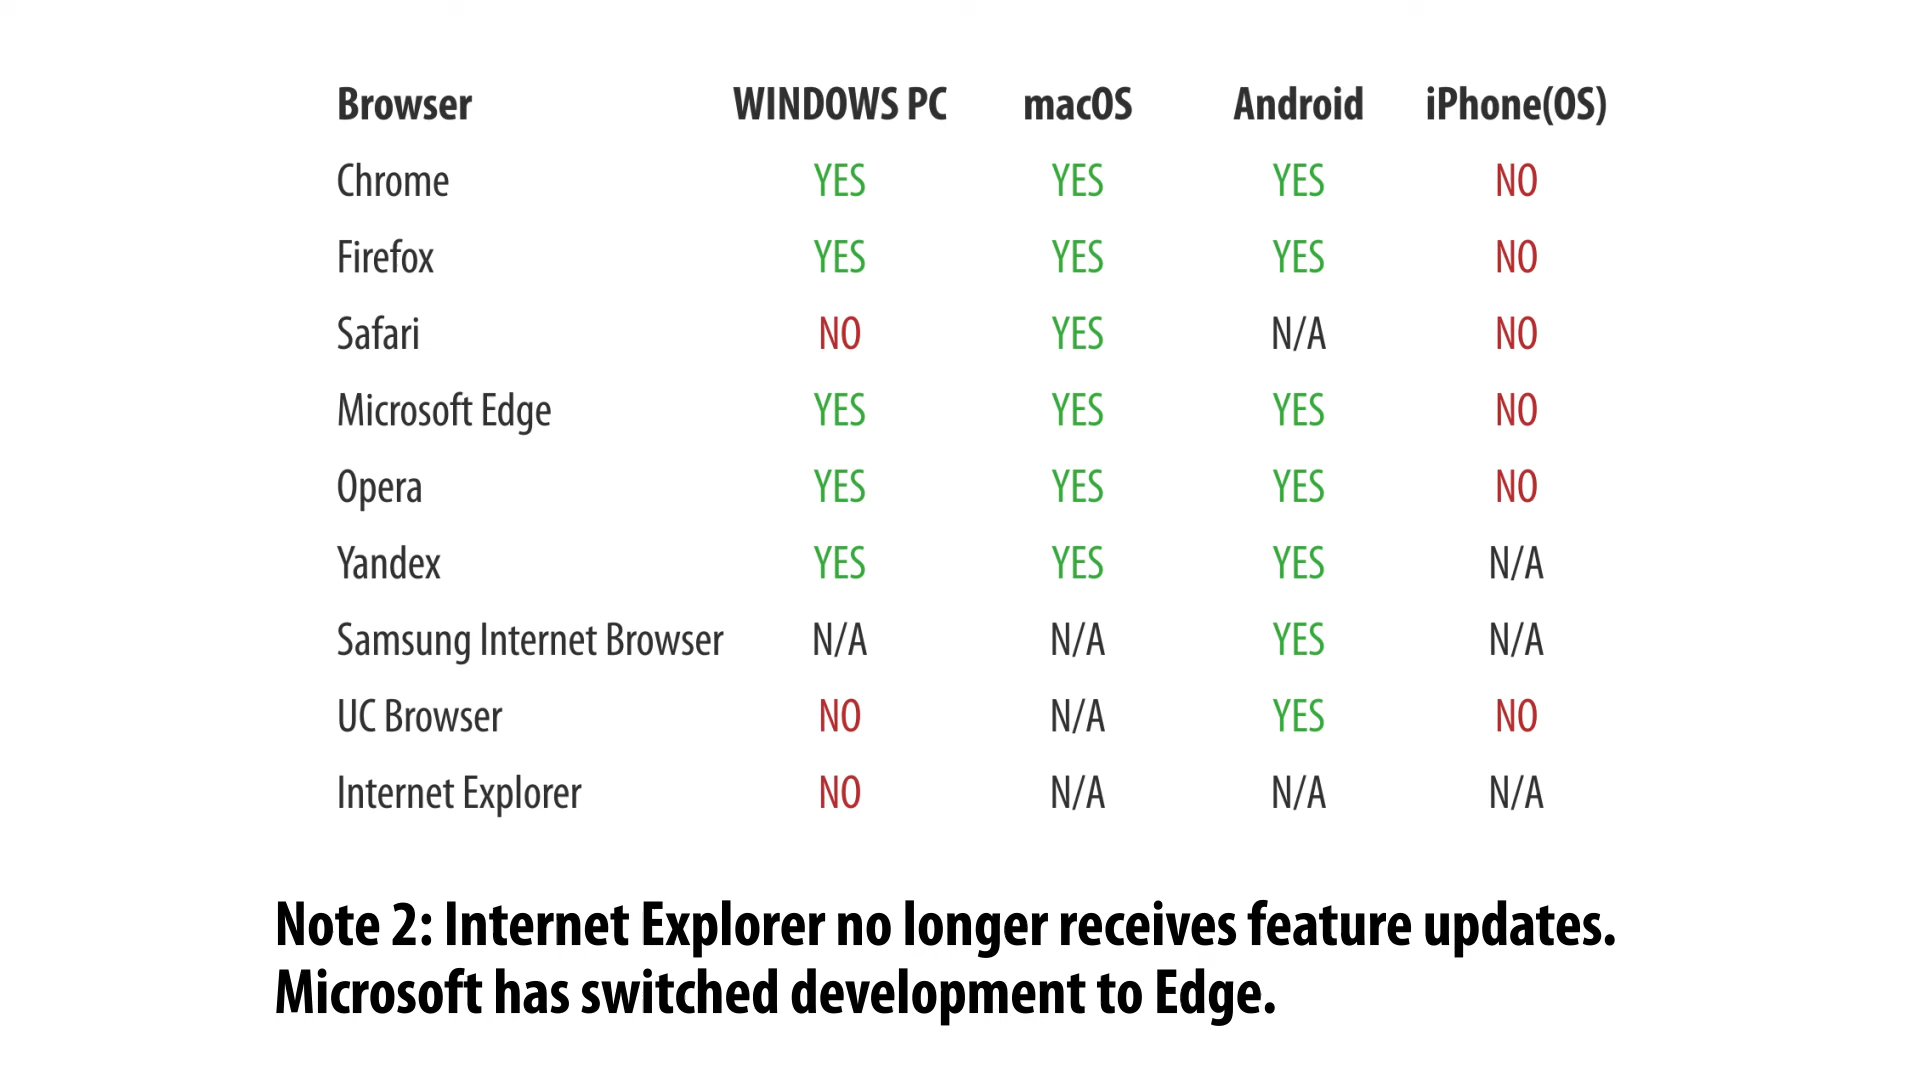 Browser WINDOWS PC macOS Android iPhone(OS)
Chrome YES YES YES NO
Firefox YES YES YES NO
Safari NO YES N/A NO
Microsoft Edge YES YES YES NO
Opera YES YES YES NO
Yandex YES YES YES N/A
Samsung Internet Browser N/A N/A YES N/A
UC Browser NO N/A YES NO
Internet Explorer NO N/A N/A N/A
Note 2: Internet Explorer no longer receives feature updates.
Microsoft has switched development to Edge.